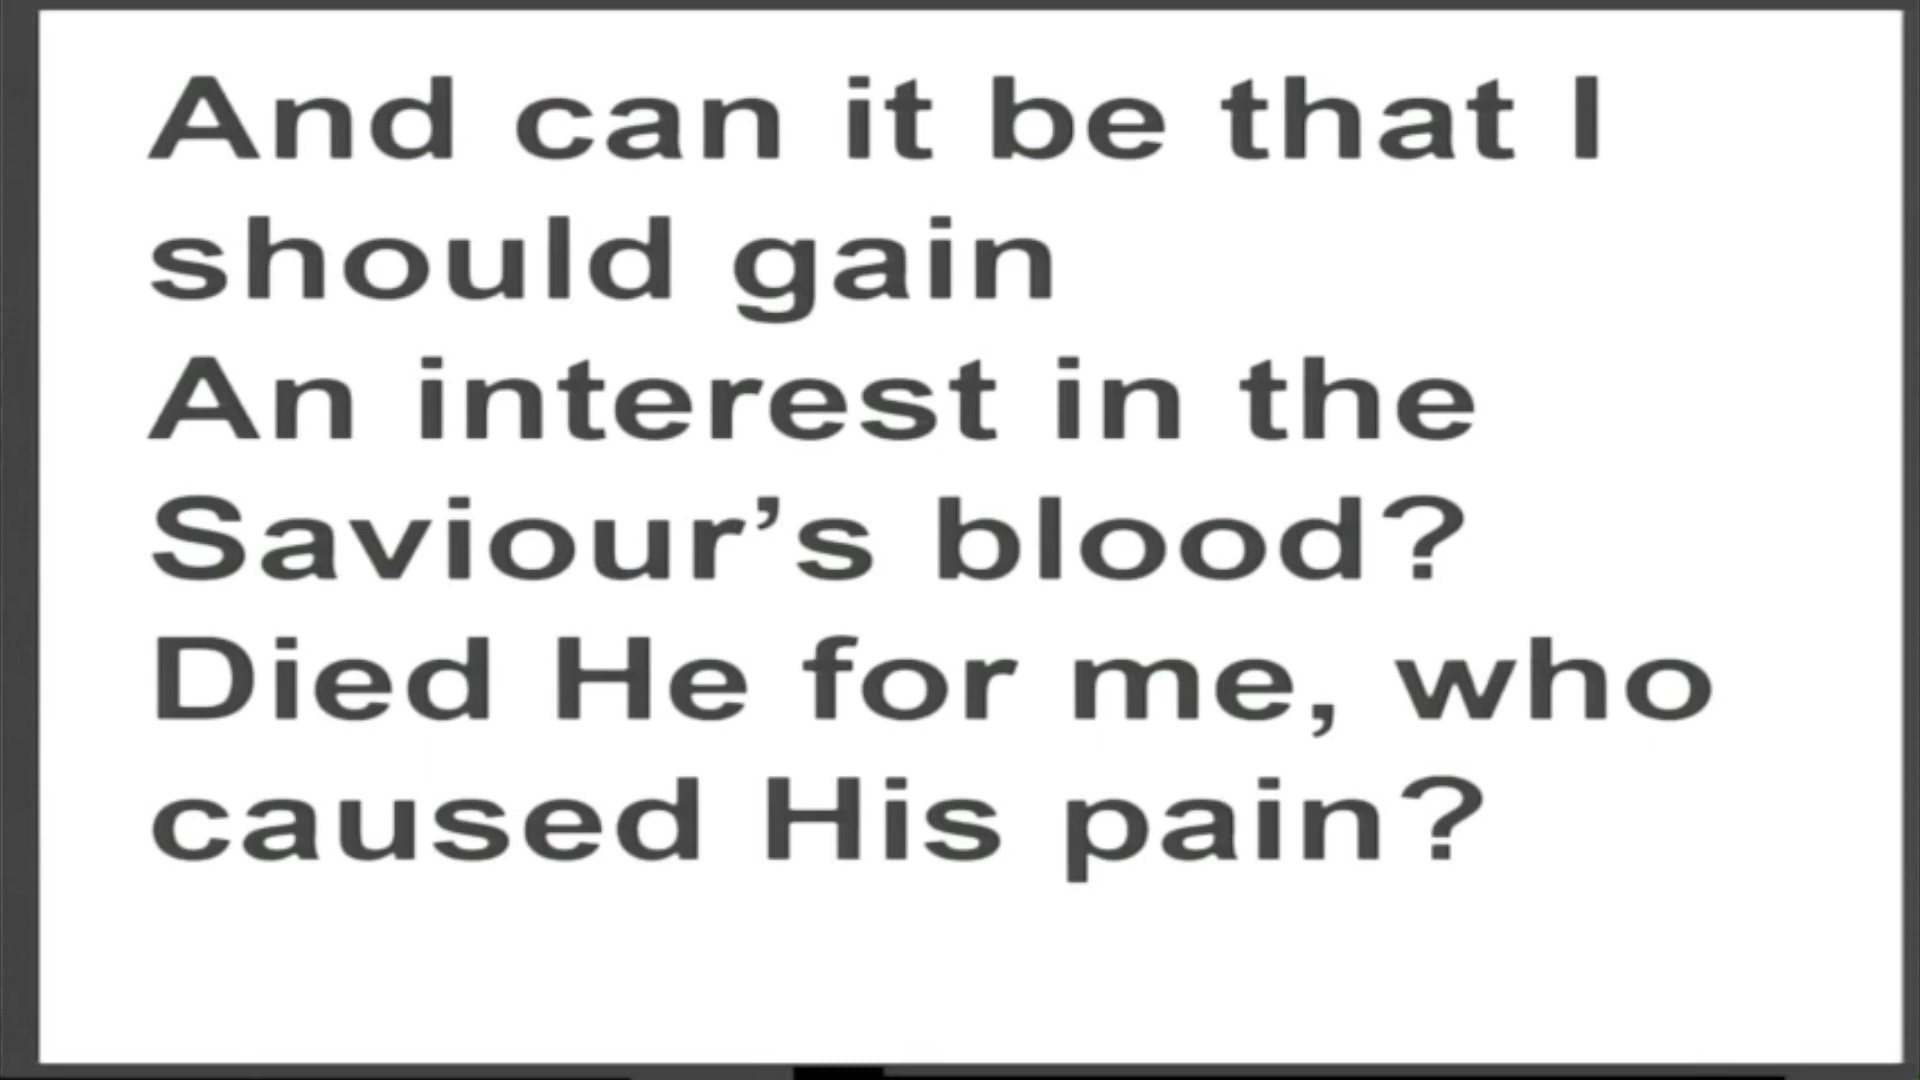 And can it be that I
should gain
An interest in the
Saviour’s blood?
Died He for me, who
caused His pain?